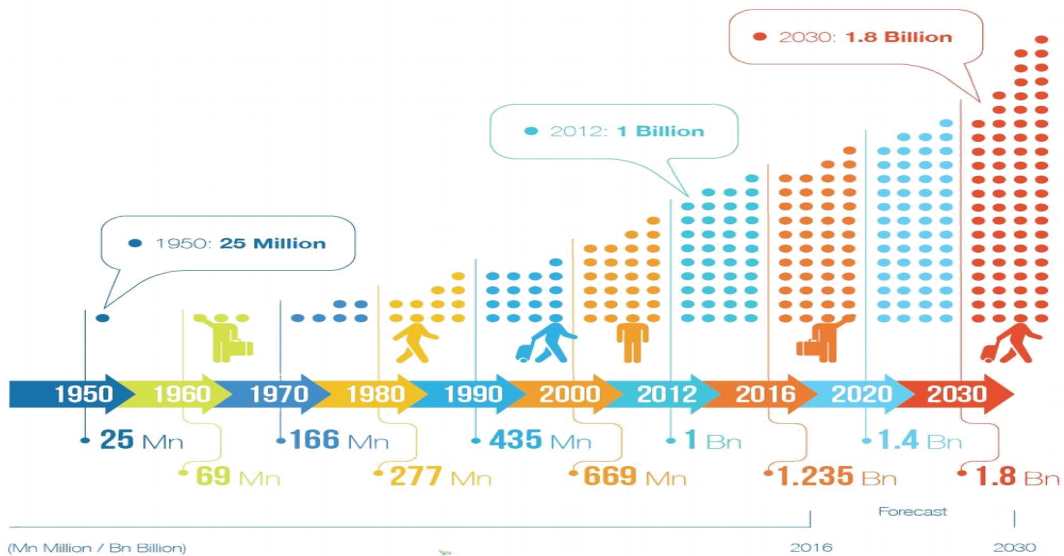 2030: 1.8 Billion
2012: 1 Billion
1950: 25 Million
1950 1960 1970 1980 1990 2000 2012 2016 2020 2030
25 Mn 166 Mn 435 Mn 1 Bn 1.4 Bn
69 Mn 277 Mn 669 Mn 1.235 Bn 1.8 Bn
Forecast
(Mn Million / Bn Billion) 2016 2030